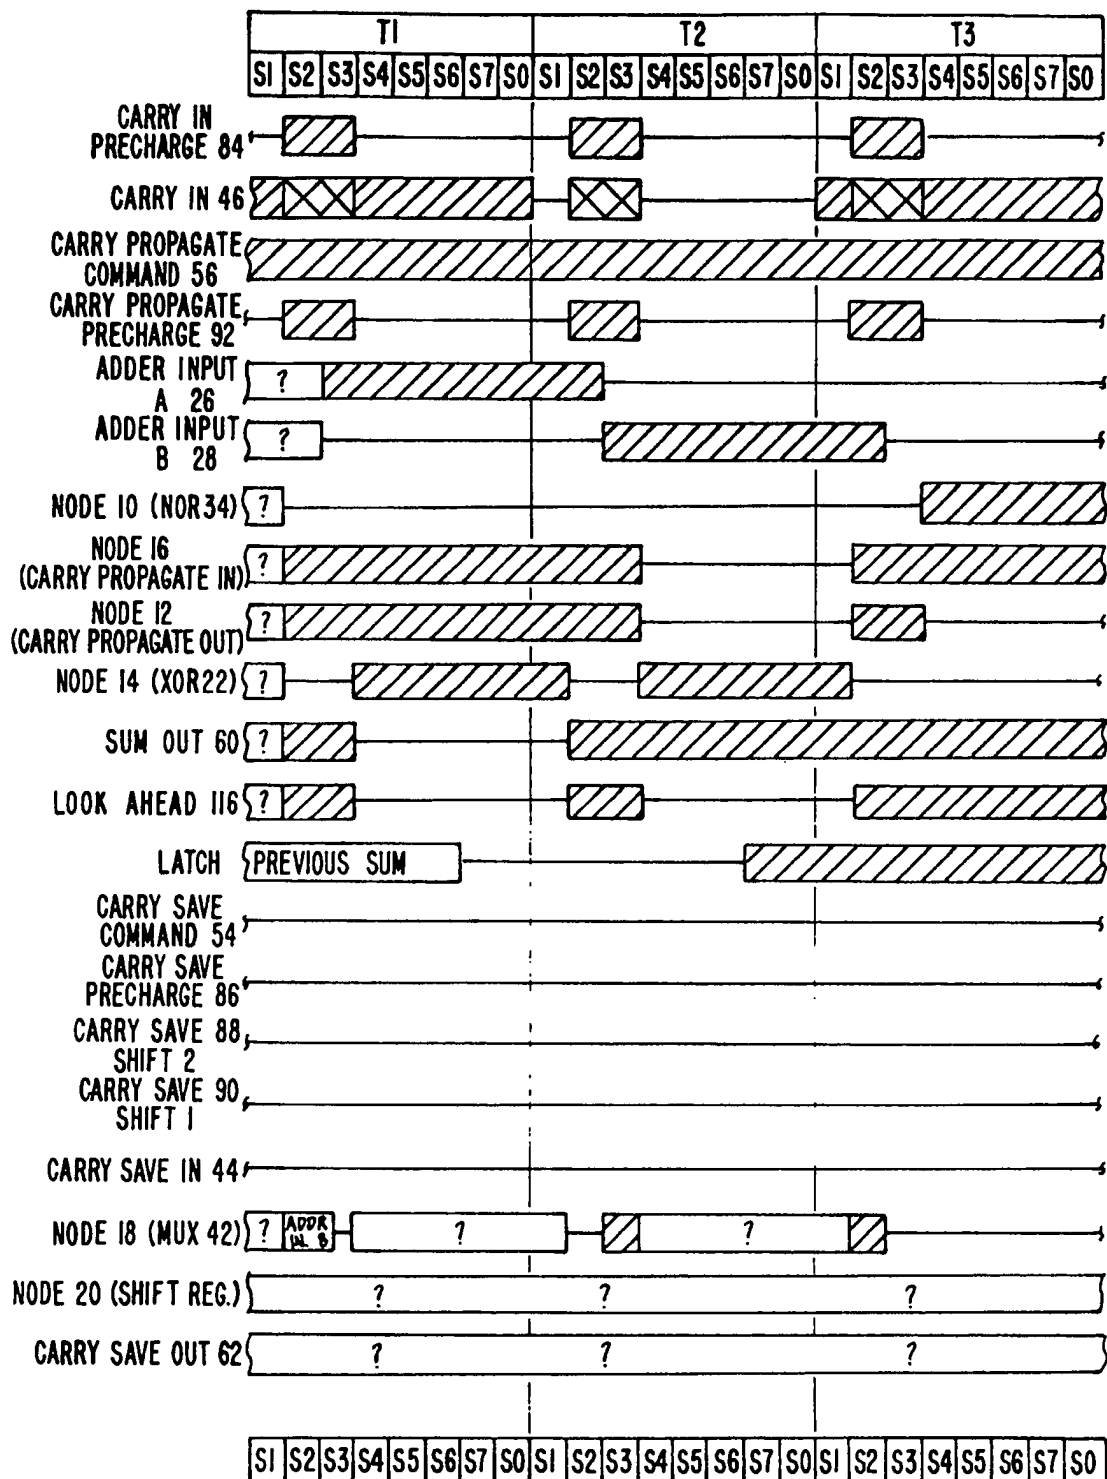 T1 T2 T3
S1 S2 S3 S4 S5 S6 S7 S0 S1 S2 S3 S4 S5 S6 S7 S0 S1 S2 S3 S4 S5 S6 S7 S0
CARRY IN
PRECHARGE 84
CARRY IN 46
CARRY PROPAGATE
COMMAND 56
CARRY PROPAGATE
PRECHARGE 92
ADDER INPUT
A 26
?
ADDER INPUT
B 28
?
NODE 10 (NOR34) ?
NODE 16
(CARRY PROPAGATE IN)
?
NODE 12
(CARRY PROPAGATE OUT)
?
NODE 14 (XOR22) ?
SUM OUT 60 ?
LOOK AHEAD 116 ?
LATCH PREVIOUS SUM
CARRY SAVE
COMMAND 54
CARRY SAVE
PRECHARGE 86
CARRY SAVE 88
SHIFT 2
CARRY SAVE 90
SHIFT 1
CARRY SAVE IN 44
NODE 18 (MUX 42) ? ADDR ? ?
IN B
NODE 20 (SHIFT REG.) ? ? ?
CARRY SAVE OUT 62 ? ? ?
S1 S2 S3 S4 S5 S6 S7 S0 S1 S2 S3 S4 S5 S6 S7 S0 S1 S2 S3 S4 S5 S6 S7 S0